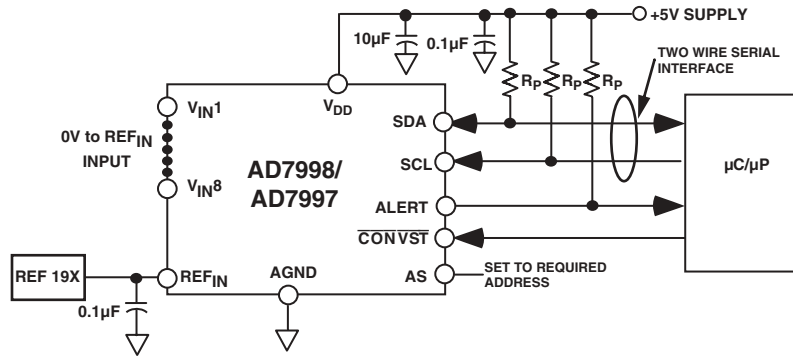 +5V SUPPLY
10µF
0.1µF
RP
RP
RP
TWO WIRE SERIAL
INTERFACE
VIN1
VDD
SDA
0V to REFIN
INPUT
SCL
µC/µP
AD7998/
AD7997
VIN8
ALERT
CONVST
REF 19X
REFIN
AGND
AS
SET TO REQUIRED
ADDRESS
0.1µF